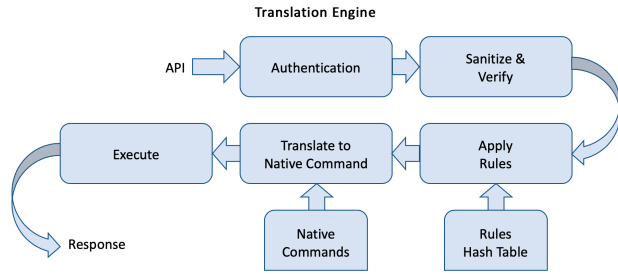 Translation Engine
API
Authentication
Sanitize &
Verify
Execute
Translate to
Native Command
Apply
Rules
Response
Native
Commands
Rules
Hash Table